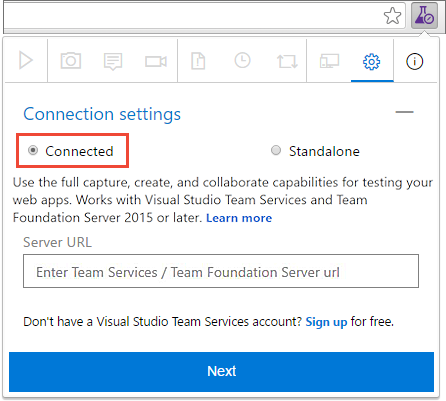 Connection settings
Connected
Standalone
Use the full capture, create, and collaborate capabilities for testing your
web apps. Works with Visual Studio Team Services and Team
Foundation Server 2015 or later. Learn more
Server URL
Enter Team Services / Team Foundation Server url
Don't have a Visual Studio Team Services account? Sign up for free.
Next